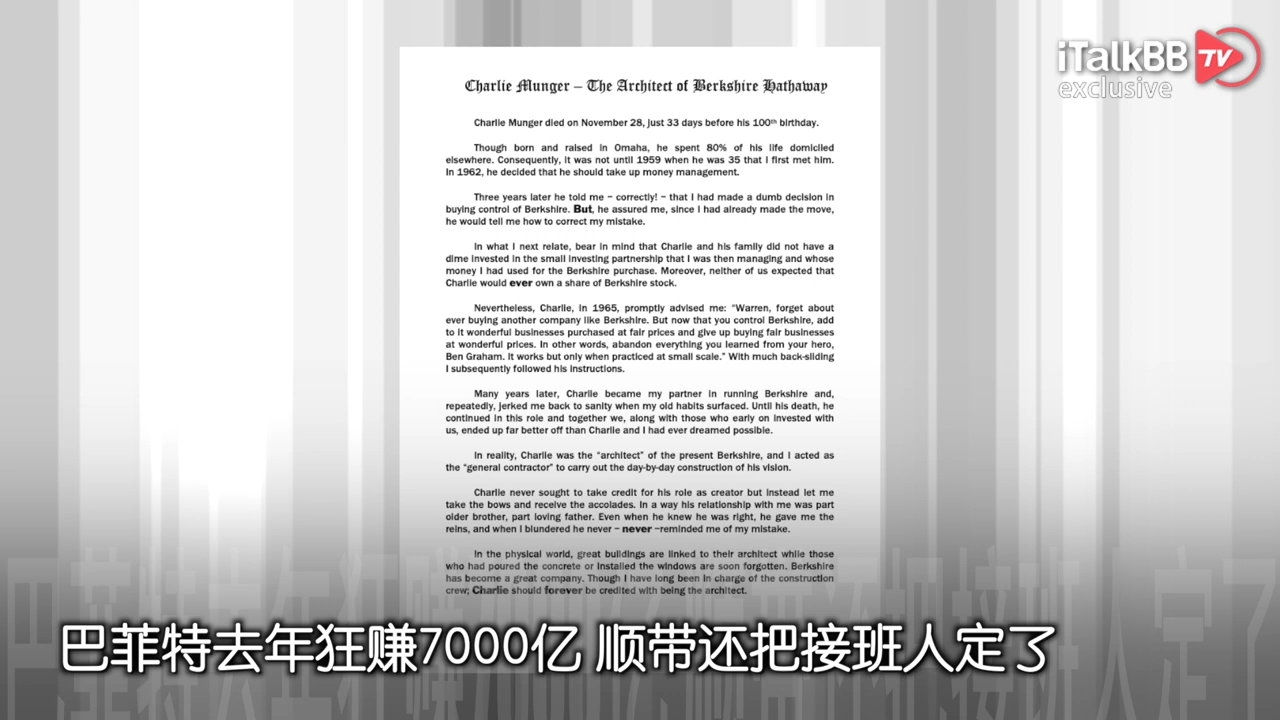 iTalkBB TV
exclusive
Charlie Munger – The Architect of Berkshire Hathaway
Charlie Munger died on November 28, just 33 days before his 100th birthday.
Though born and raised in Omaha, he spent 80% of his life domiciled
elsewhere. Consequently, it was not until 1959 when he was 35 that I first met him.
In 1962, he decided that he should take up money management.
Three years later he told me – correctly! – that I had made a dumb decision in
buying control of Berkshire. But, he assured me, since I had already made the move,
he would tell me how to correct my mistake.
In what I next relate, bear in mind that Charlie and his family did not have a
dime invested in the small investing partnership that I was then managing and whose
money I had used for the Berkshire purchase. Moreover, neither of us expected that
Charlie would ever own a share of Berkshire stock.
Nevertheless, Charlie, in 1965, promptly advised me: “Warren, forget about
ever buying another company like Berkshire. But now that you control Berkshire, add
to it wonderful businesses purchased at fair prices and give up buying fair businesses
at wonderful prices. In other words, abandon everything you learned from your hero,
Ben Graham. It works but only when practiced at small scale.” With much back-sliding
I subsequently followed his instructions.
Many years later, Charlie became my partner in running Berkshire and,
repeatedly, jerked me back to sanity when my old habits surfaced. Until his death, he
continued in this role and together we, along with those who early on invested with
us, ended up far better off than Charlie and I had ever dreamed possible.
In reality, Charlie was the “architect” of the present Berkshire, and I acted as
the “general contractor” to carry out the day-by-day construction of his vision.
Charlie never sought to take credit for his role as creator but instead let me
take the bows and receive the accolades. In a way his relationship with me was part
older brother, part loving father. Even when he knew he was right, he gave me the
reins, and when I blundered he never – never –reminded me of my mistake.
In the physical world, great buildings are linked to their architect while those
who had poured the concrete or installed the windows are soon forgotten. Berkshire
has become a great company. Though I have long been in charge of the construction
crew; Charlie should forever be credited with being the architect.
巴菲特去年狂赚7000亿 顺带还把接班人定了